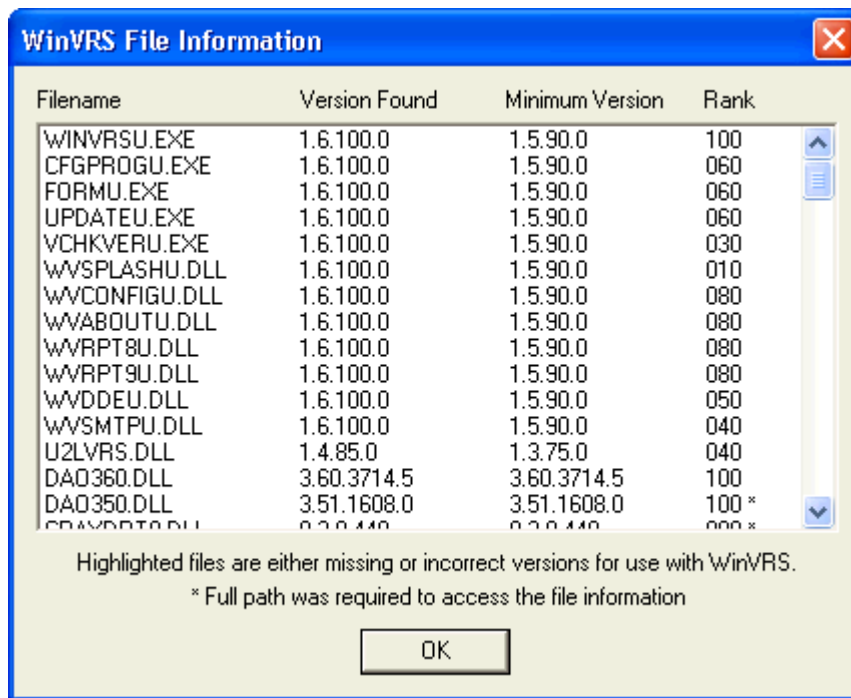 WinVRS File Information
Filename Version Found Minimum Version Rank
WINVRSU.EXE 1.6.100.0 1.5.90.0 100
CFGPROGU.EXE 1.6.100.0 1.5.90.0 060
FORMU.EXE 1.6.100.0 1.5.90.0 060
UPDATEU.EXE 1.6.100.0 1.5.90.0 060
VCHKVERU.EXE 1.6.100.0 1.5.90.0 030
WVSPLASHU.DLL 1.6.100.0 1.5.90.0 010
WVCONFIGU.DLL 1.6.100.0 1.5.90.0 080
WVABOUTU.DLL 1.6.100.0 1.5.90.0 080
WVRPT8U.DLL 1.6.100.0 1.5.90.0 080
WVRPT9U.DLL 1.6.100.0 1.5.90.0 080
WVDDEU.DLL 1.6.100.0 1.5.90.0 050
WVSMTPU.DLL 1.6.100.0 1.5.90.0 040
U2LVRS.DLL 1.4.85.0 1.3.75.0 040
DAO360.DLL 3.60.3714.5 3.60.3714.5 100
DAO350.DLL 3.51.1608.0 3.51.1608.0 100 *
Highlighted files are either missing or incorrect versions for use with WinVRS.
* Full path was required to access the file information
OK